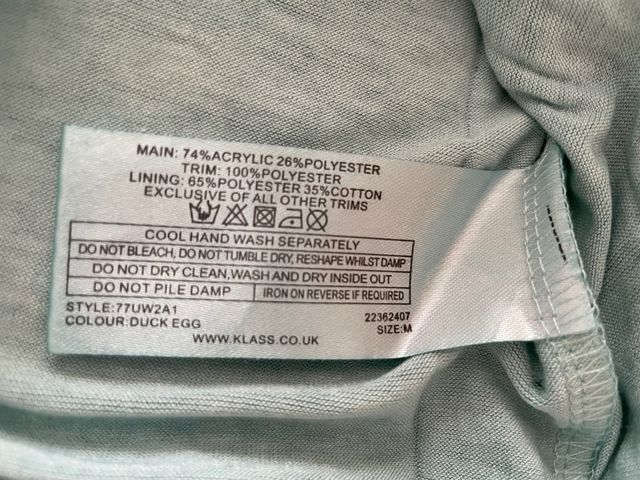 MAIN: 74%ACRYLIC 26%POLYESTER
TRIM: 100%POLYESTER
LINING: 65%POLYESTER 35%COTTON
EXCLUSIVE OF ALL OTHER TRIMS
COOL HAND WASH SEPARATELY
DO NOT BLEACH, DO NOT TUMBLE DRY, RESHAPE WHILST DAMP
DO NOT DRY CLEAN,WASH AND DRY INSIDE OUT
DO NOT PILE DAMP IRON ON REVERSE IF REQUIRED
STYLE:77UW2A1 22362407
COLOUR:DUCK EGG SIZE:M
WWW.KLASS.CO.UK